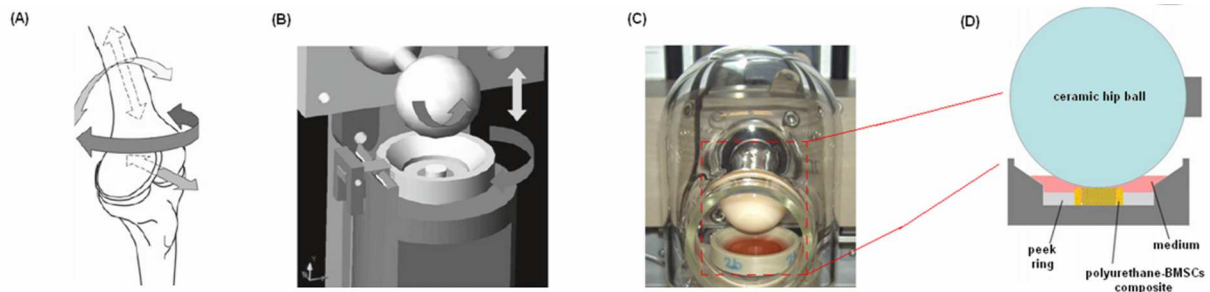 (A)
(B)
(C)
(D)
ceramic hip ball
peek
ring
medium
polyurethane-BMSCs
composite